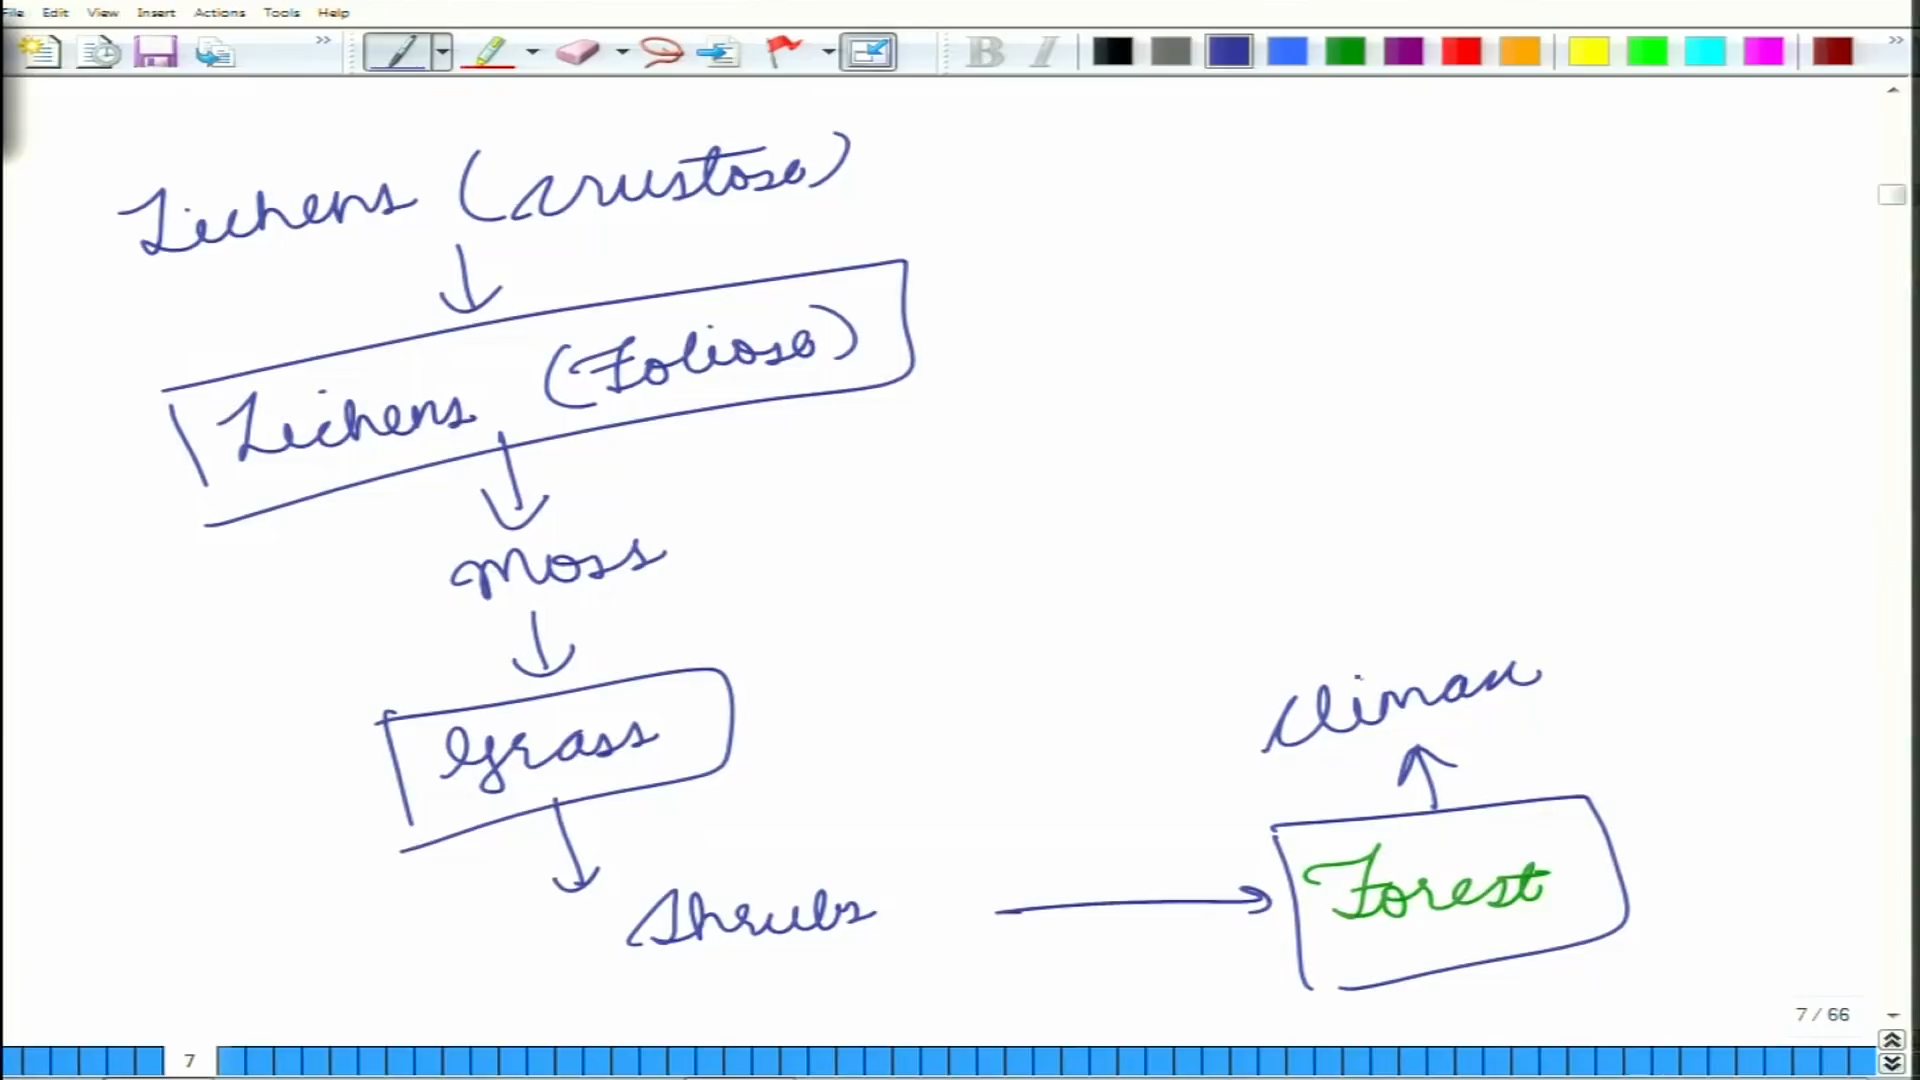 File Edit View Insert Actions Tools Help
B I
Lichens (crustose)
Lichens (Foliose)
Moss
Grass
Climax
Shrubs
Forest
7 / 66
7